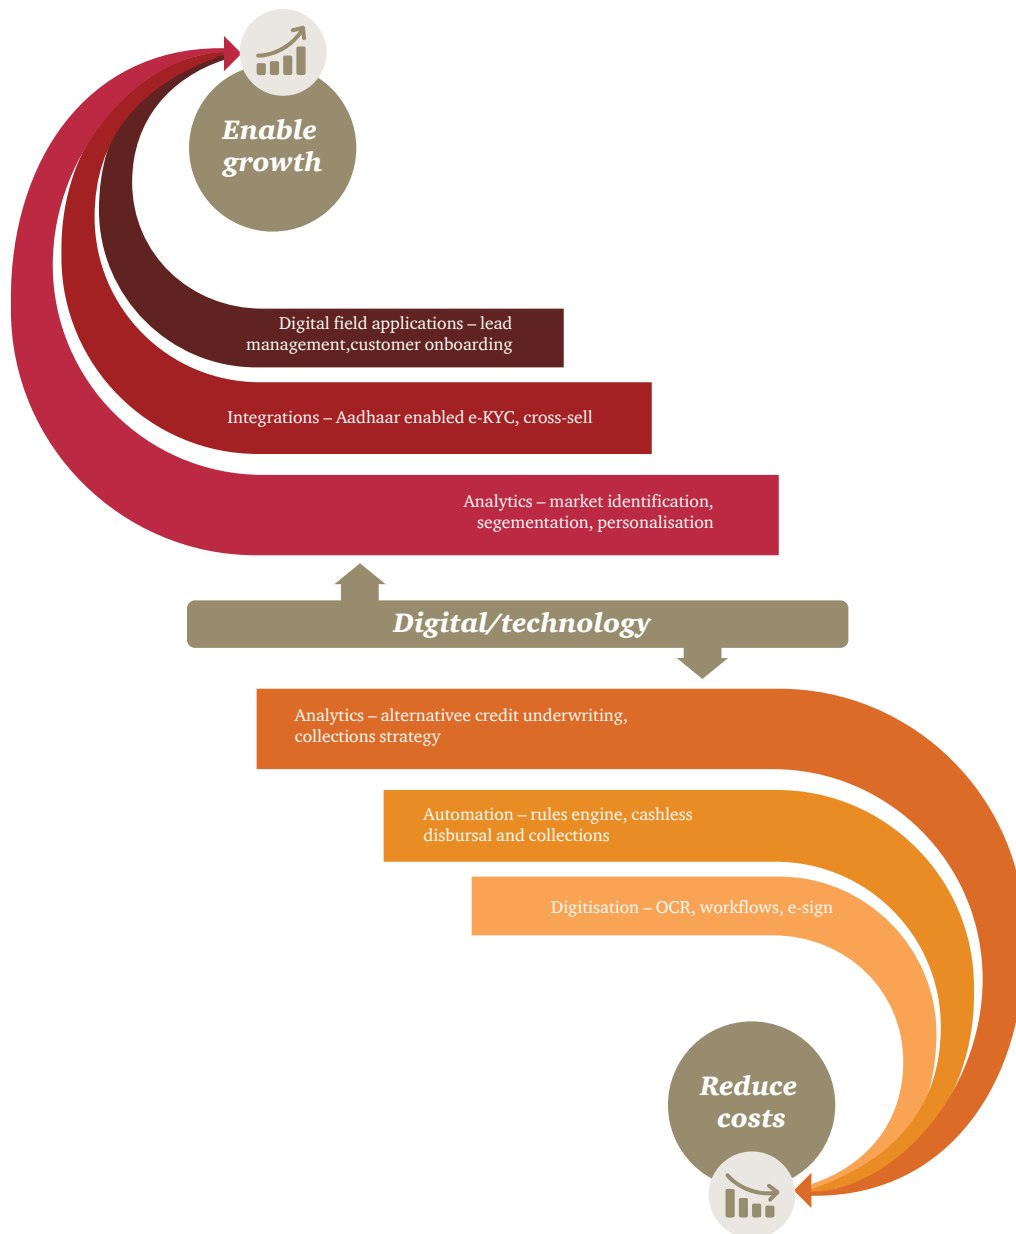 Enable
growth
Digital field applications – lead
management,customer onboarding
Integrations – Aadhaar enabled e-KYC, cross-sell
Analytics – market identification,
segementation, personalisation
Digital/technology
Analytics – alternativee credit underwriting,
collections strategy
Automation – rules engine, cashless
disbursal and collections
Digitisation – OCR, workflows, e-sign
Reduce
costs